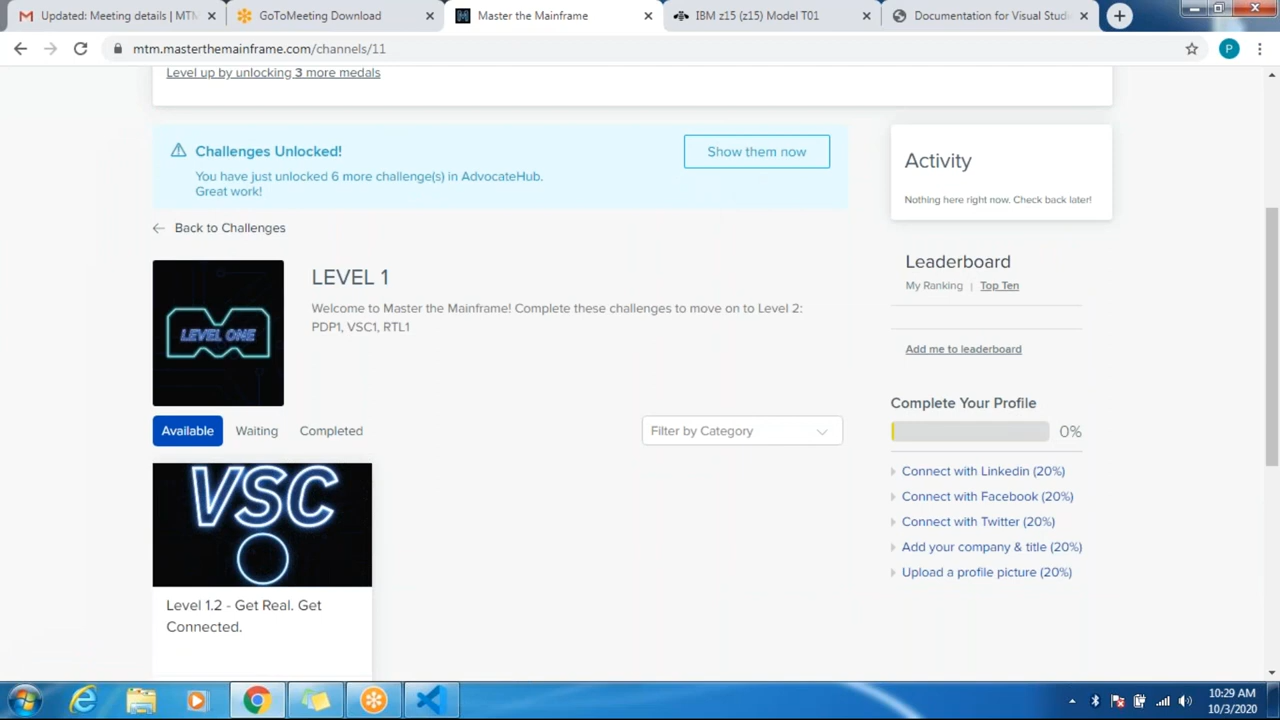 Updated: Meeting details | MTM
GoToMeeting Download
Master the Mainframe
IBM z15 (z15) Model T01
Documentation for Visual Studi
mtm.masterthemainframe.com/channels/11
P
Level up by unlocking 3 more medals
Challenges Unlocked!
You have just unlocked 6 more challenge(s) in AdvocateHub.
Great work!
Show them now
Back to Challenges
LEVEL ONE
LEVEL 1
Welcome to Master the Mainframe! Complete these challenges to move on to Level 2:
PDP1, VSC1, RTL1
Available
Waiting
Completed
Filter by Category
VSC
Level 1.2 - Get Real. Get
Connected.
Activity
Nothing here right now. Check back later!
Leaderboard
My Ranking | Top Ten
Add me to leaderboard
Complete Your Profile
0%
Connect with Linkedin (20%)
Connect with Facebook (20%)
Connect with Twitter (20%)
Add your company & title (20%)
Upload a profile picture (20%)
10:29 AM
10/3/2020